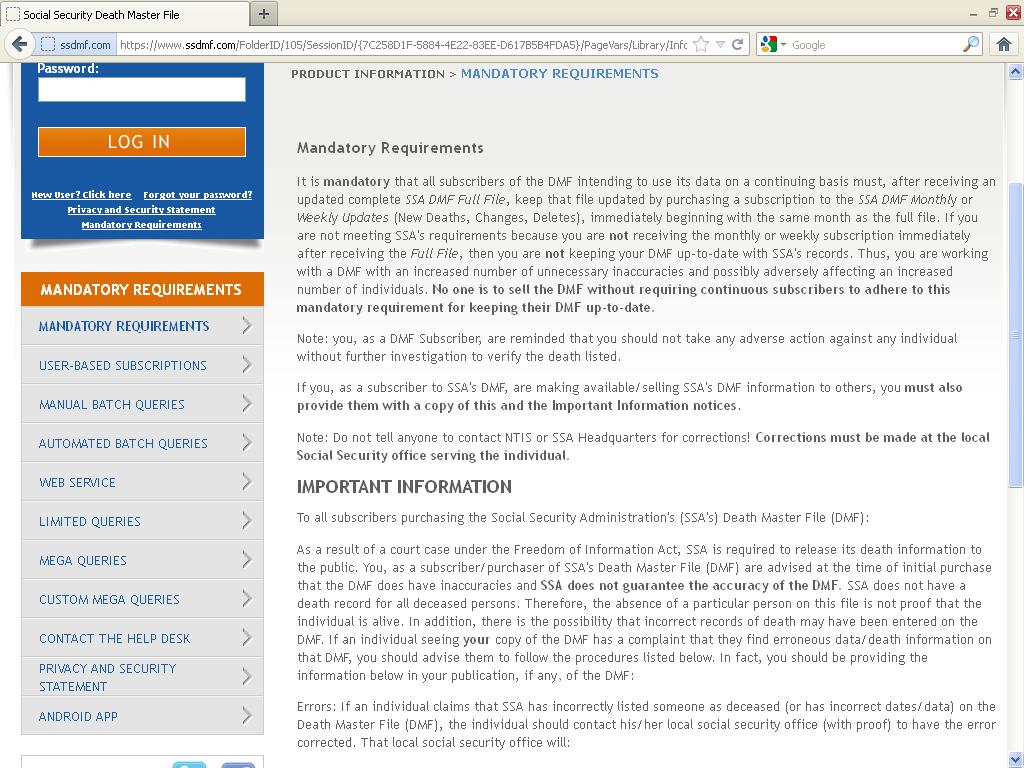 Social Security Death Master File
ssdmf.com
https://www.ssdmf.com/FolderID/105/SessionID/{7C258D1F-5884-4E22-83EE-D617B5B4FDA5}/PageVars/Library/Info
Google
Password:
LOG IN
New User? Click here Forgot your password?
Privacy and Security Statement
Mandatory Requirements
MANDATORY REQUIREMENTS
MANDATORY REQUIREMENTS
USER-BASED SUBSCRIPTIONS
MANUAL BATCH QUERIES
AUTOMATED BATCH QUERIES
WEB SERVICE
LIMITED QUERIES
MEGA QUERIES
CUSTOM MEGA QUERIES
CONTACT THE HELP DESK
PRIVACY AND SECURITY
STATEMENT
ANDROID APP
PRODUCT INFORMATION > MANDATORY REQUIREMENTS
Mandatory Requirements
It is mandatory that all subscribers of the DMF intending to use its data on a continuing basis must, after receiving an
updated complete SSA DMF Full File, keep that file updated by purchasing a subscription to the SSA DMF Monthly or
Weekly Updates (New Deaths, Changes, Deletes), immediately beginning with the same month as the full file. If you
are not meeting SSA's requirements because you are not receiving the monthly or weekly subscription immediately
after receiving the Full File, then you are not keeping your DMF up-to-date with SSA's records. Thus, you are working
with a DMF with an increased number of unnecessary inaccuracies and possibly adversely affecting an increased
number of individuals. No one is to sell the DMF without requiring continuous subscribers to adhere to this
mandatory requirement for keeping their DMF up-to-date.
Note: you, as a DMF Subscriber, are reminded that you should not take any adverse action against any individual
without further investigation to verify the death listed.
If you, as a subscriber to SSA's DMF, are making available/selling SSA's DMF information to others, you must also
provide them with a copy of this and the Important Information notices.
Note: Do not tell anyone to contact NTIS or SSA Headquarters for corrections! Corrections must be made at the local
Social Security office serving the individual.
IMPORTANT INFORMATION
To all subscribers purchasing the Social Security Administration's (SSA's) Death Master File (DMF):
As a result of a court case under the Freedom of Information Act, SSA is required to release its death information to
the public. You, as a subscriber/purchaser of SSA's Death Master File (DMF) are advised at the time of initial purchase
that the DMF does have inaccuracies and SSA does not guarantee the accuracy of the DMF. SSA does not have a
death record for all deceased persons. Therefore, the absence of a particular person on this file is not proof that the
individual is alive. In addition, there is the possibility that incorrect records of death may have been entered on the
DMF. If an individual seeing your copy of the DMF has a complaint that they find erroneous data/death information on
that DMF, you should advise them to follow the procedures listed below. In fact, you should be providing the
information below in your publication, if any, of the DMF:
Errors: If an individual claims that SSA has incorrectly listed someone as deceased (or has incorrect dates/data) on the
Death Master File (DMF), the individual should contact his/her local social security office (with proof) to have the error
corrected. That local social security office will: